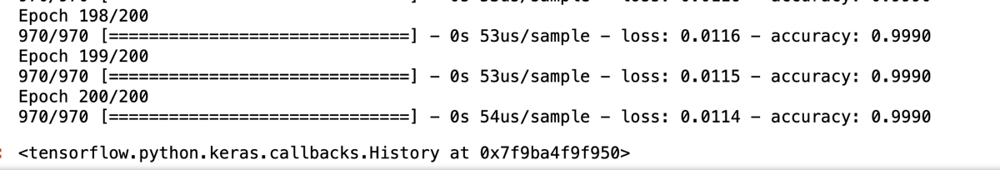 Epoch 198/200
970/970 [==============================] - 0s 53us/sample - loss: 0.0116 - accuracy: 0.9990
Epoch 199/200
970/970 [==============================] - 0s 53us/sample - loss: 0.0115 - accuracy: 0.9990
Epoch 200/200
970/970 [==============================] - 0s 54us/sample - loss: 0.0114 - accuracy: 0.9990
<tensorflow.python.keras.callbacks.History at 0x7f9ba4f9f950>